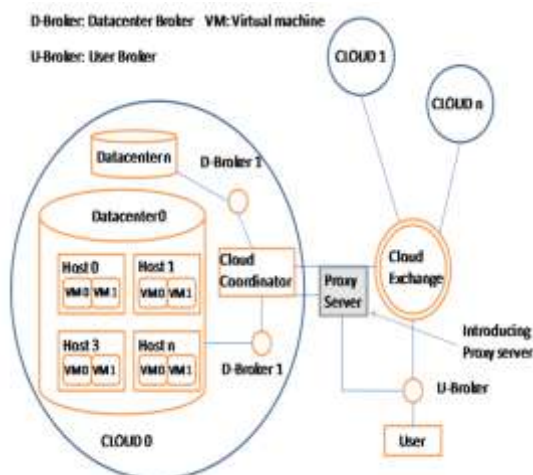 D-Broker: Datacenter Broker VM: Virtual machine
U-Broker: User Broker
CLOUD 1
CLOUD n
Datacenter n
D-Broker 1
Datacenter0
Host 0
VM0 VM1
Host 1
VM0 VM1
Cloud
Coordinator
Proxy
Server
Cloud
Exchange
Host 3
VM0 VM1
Host n
VM0 VM1
D-Broker 1
Introducing
Proxy server
U-Broker
CLOUD 0
User